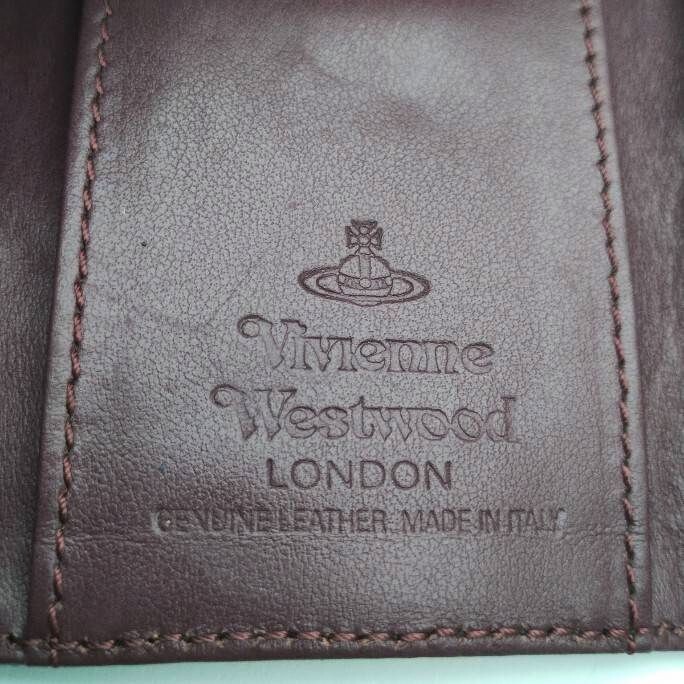 Vivienne
Westwood
LONDON
GENUINE LEATHER MADE IN ITALY